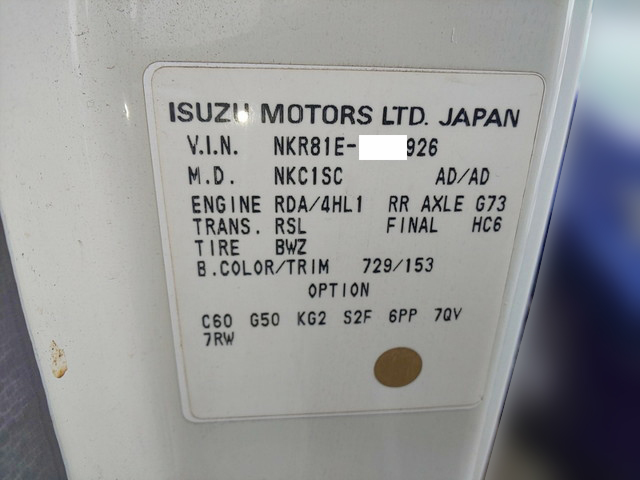 ISUZU MOTORS LTD. JAPAN
V.I.N. NKR81E- 926
M.D. NKC1SC AD/AD
ENGINE RDA/4HL1 RR AXLE G73
TRANS. RSL FINAL HC6
TIRE BWZ
B.COLOR/TRIM 729/153
OPTION
C60 G50 KG2 S2F 6PP 7QV
7RW